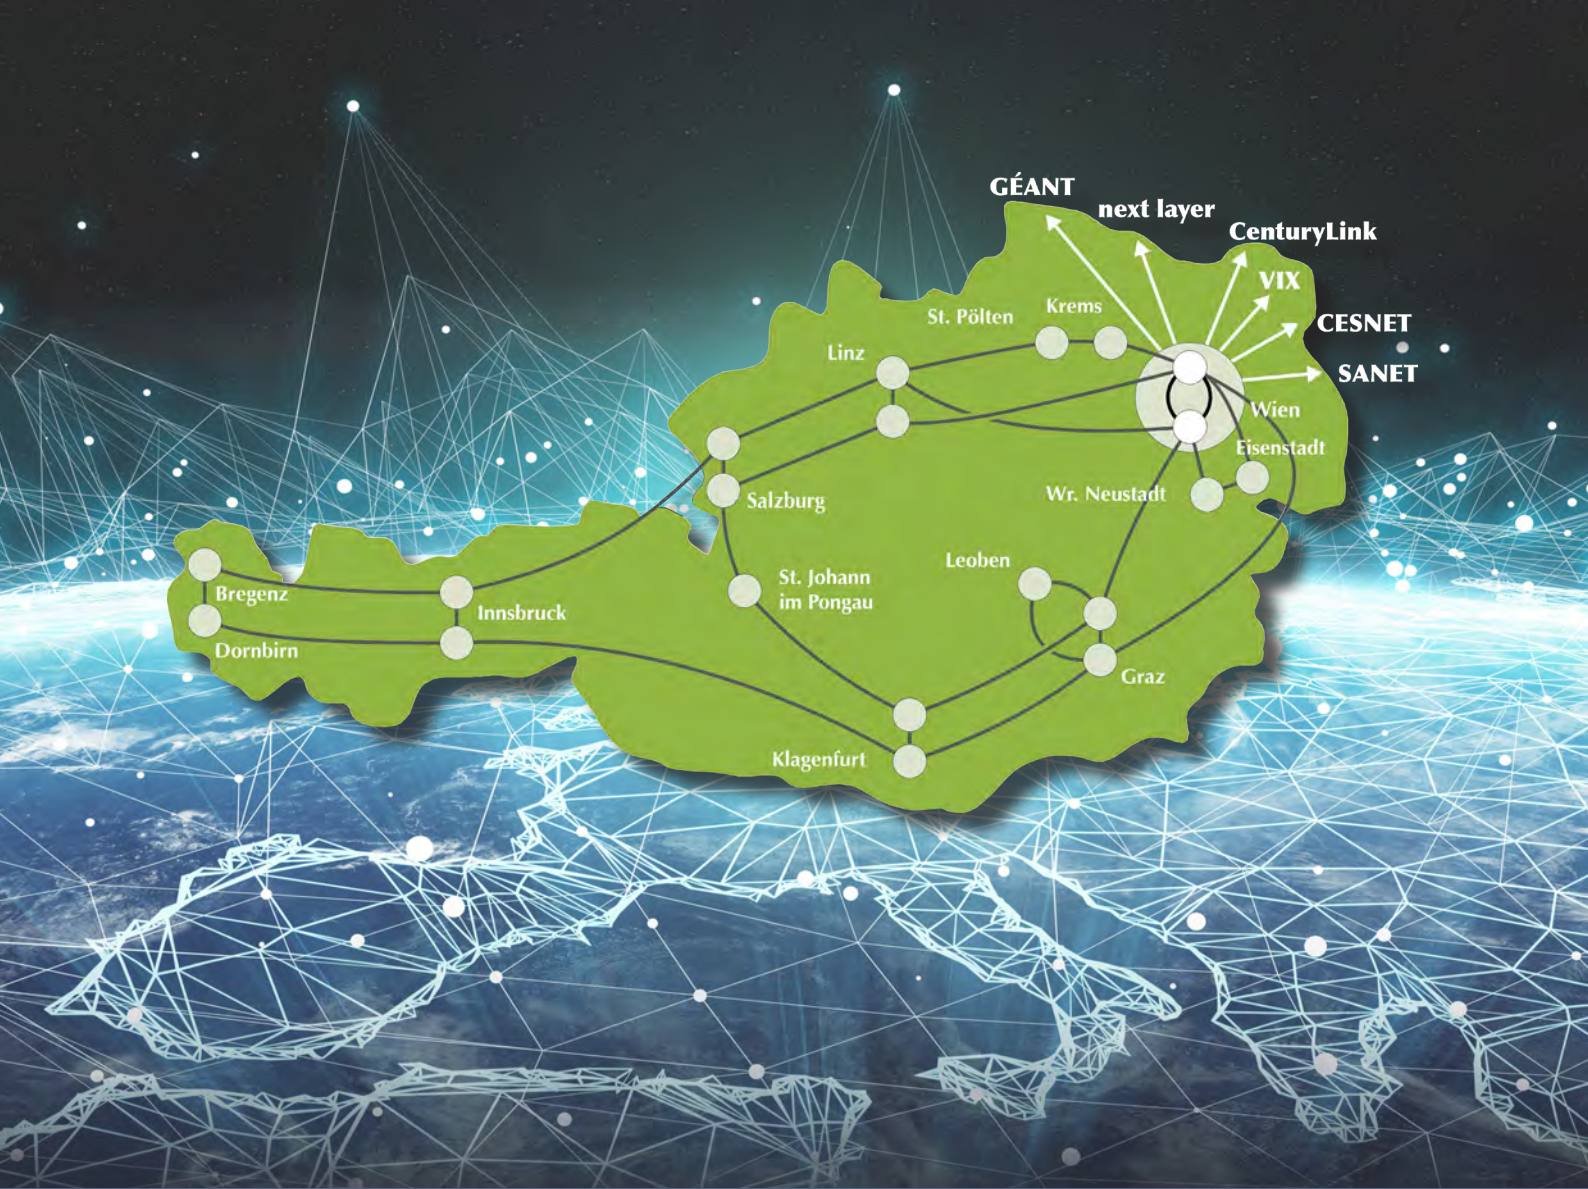 GÉANT
next layer
CenturyLink
VIX
CESNET
SANET
Krems
St. Pölten
Linz
Wien
Eisenstadt
Wr. Neustadt
Salzburg
Leoben
St. Johann
im Pongau
Bregenz
Innsbruck
Dornbirn
Graz
Klagenfurt